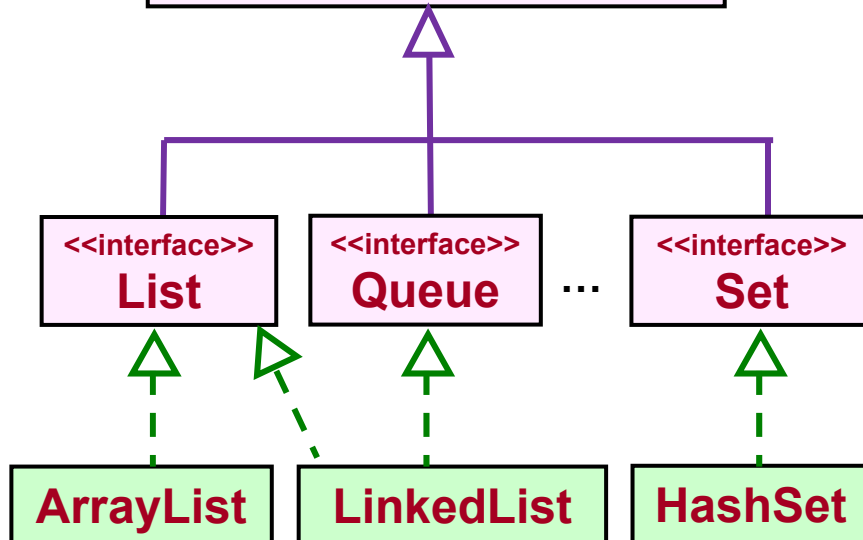 <<interface>> <<interface>> <<interface>>
List Queue ... Set
ArrayList LinkedList HashSet